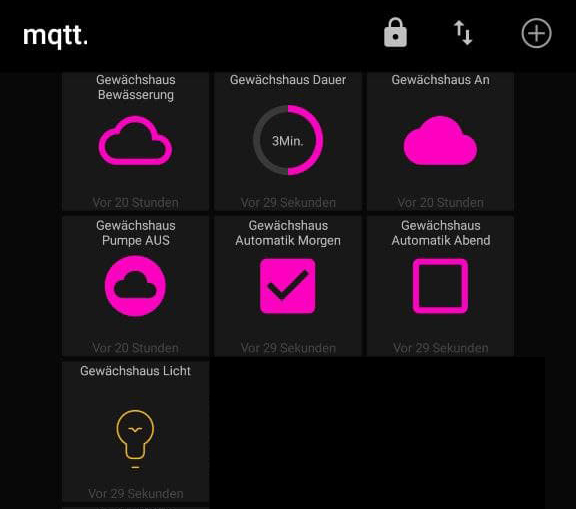 mqtt.
Gewächshaus
Bewässerung
Vor 20 Stunden
Gewächshaus Dauer
3Min.
Vor 29 Sekunden
Gewächshaus An
Vor 20 Stunden
Gewächshaus
Pumpe AUS
Vor 20 Stunden
Gewächshaus
Automatik Morgen
Vor 29 Sekunden
Gewächshaus
Automatik Abend
Vor 29 Sekunden
Gewächshaus Licht
Vor 29 Sekunden